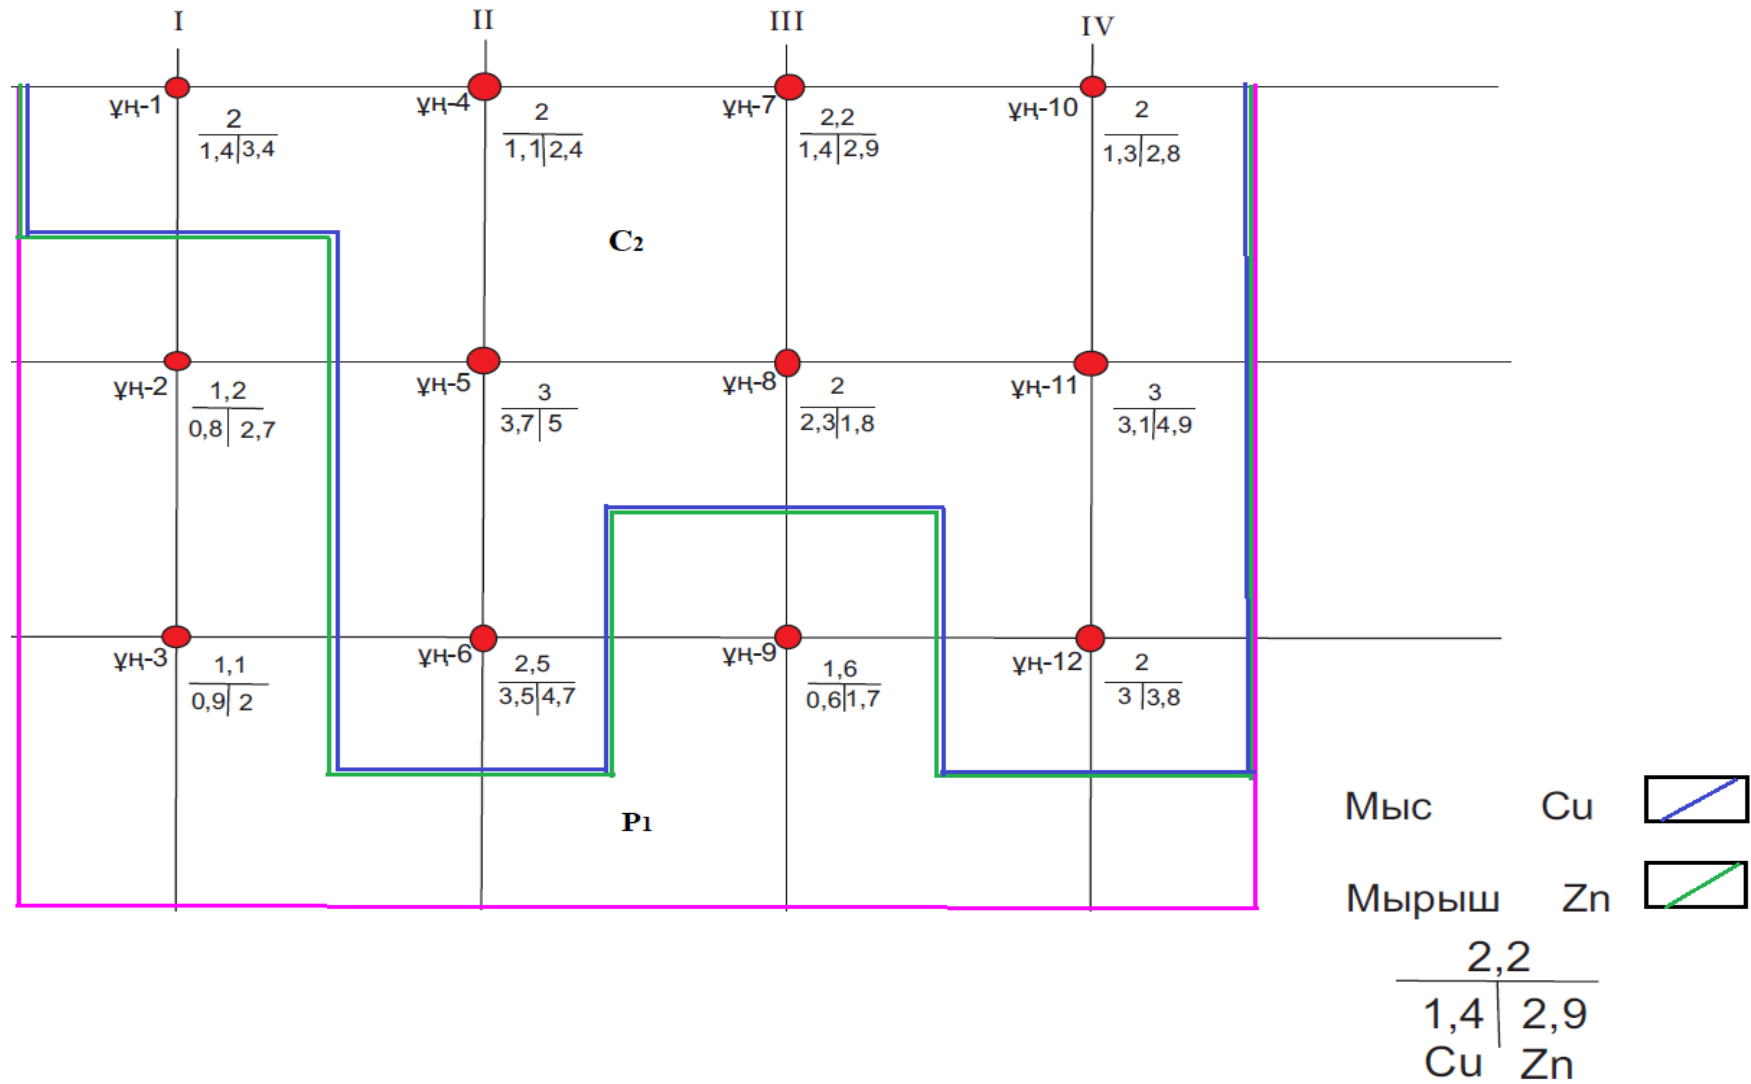 I II III IV
ұң-1 ұң-4 ұң-7 ұң-10
2 2 2,2 2
1,4 3,4 1,1 2,4 1,4 2,9 1,3 2,8
C2
ұң-2 ұң-5 ұң-8 ұң-11
1,2 3 2 3
0,8 2,7 3,7 5 2,3 1,8 3,1 4,9
ұң-3 ұң-6 ұң-9 ұң-12
1,1 2,5 1,6 2
0,9 2 3,5 4,7 0,6 1,7 3 3,8
P1
Мыс Cu
Мырыш Zn
2,2
1,4 2,9
Cu Zn